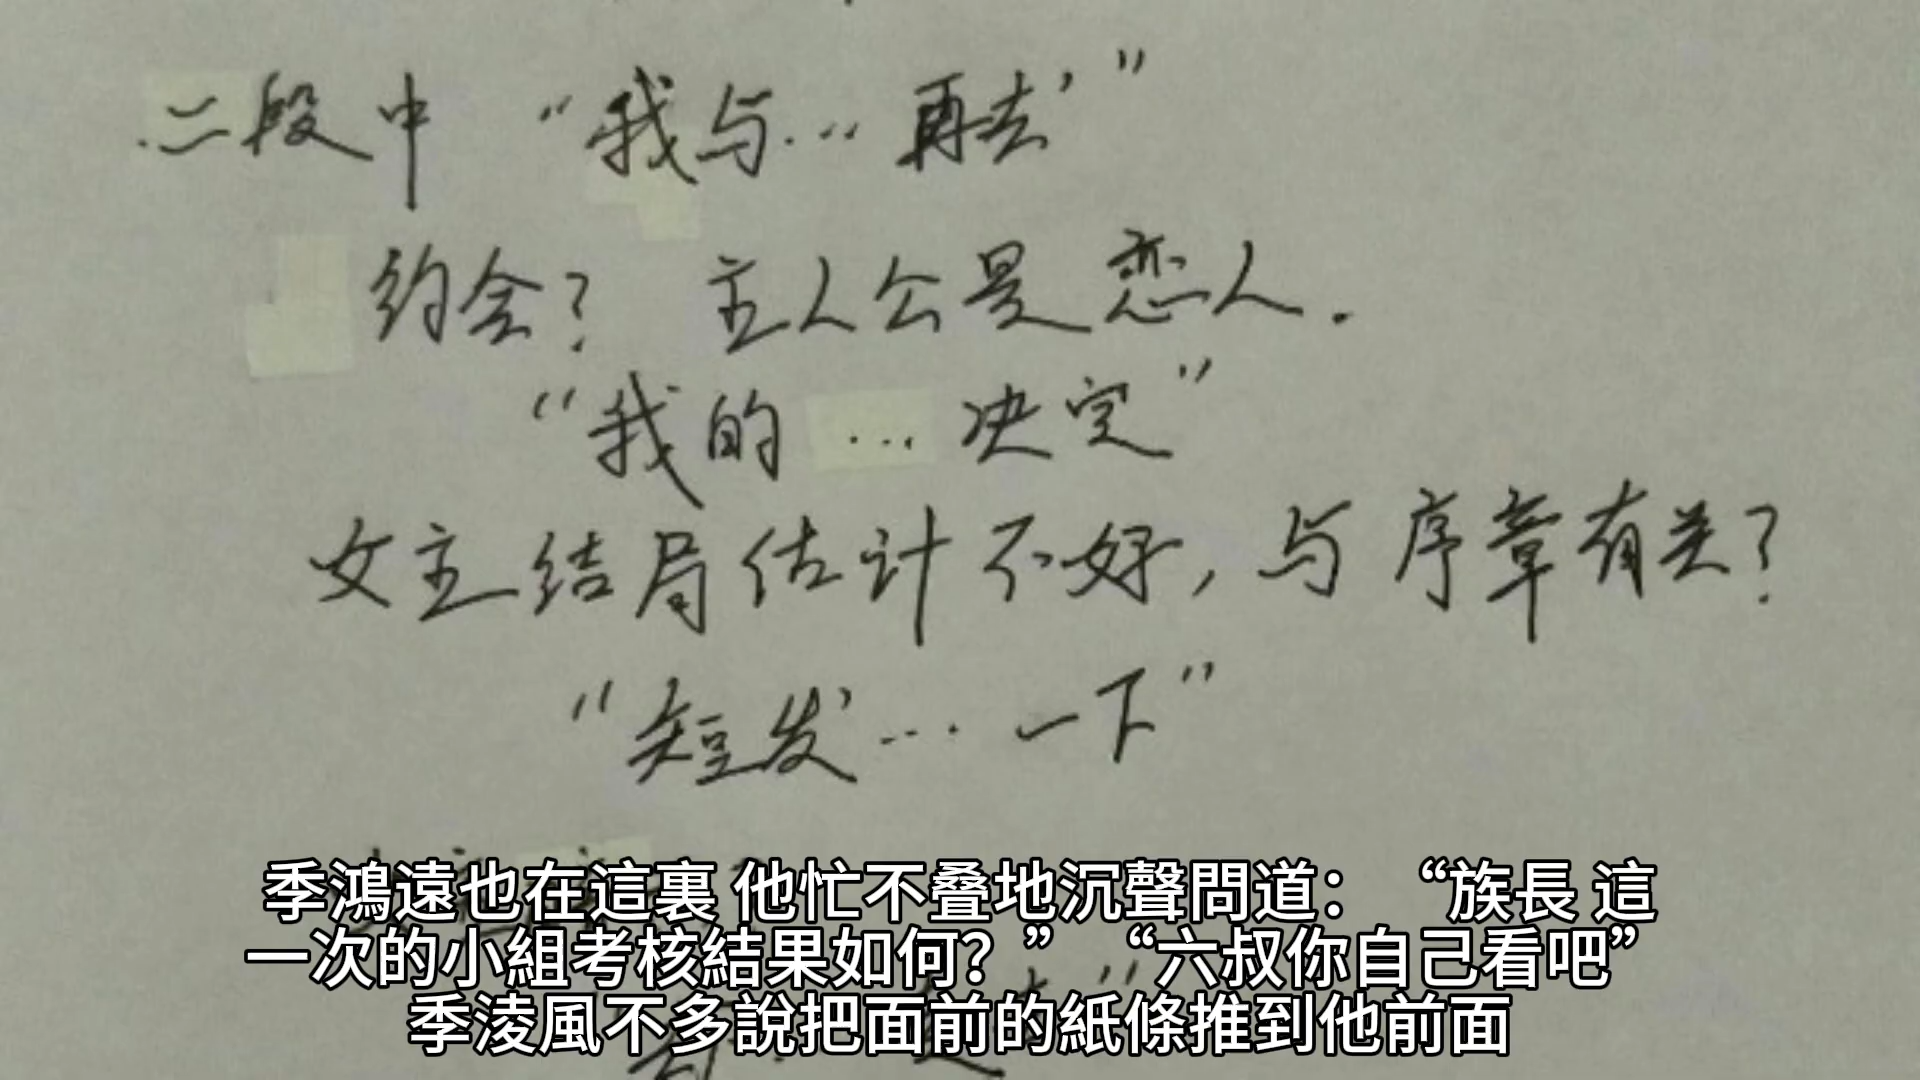 二段中 “我与… 再去”
约会？ 主人公是恋人.
“我的 … 决定”
女主结局估计不好, 与序章有关？
“短发… 一下”
季鴻遠也在這裏 他忙不叠地沉聲問道：“族長 這
一次的小組考核結果如何？” “六叔你自己看吧”
季淩風不多說把面前的紙條推到他前面